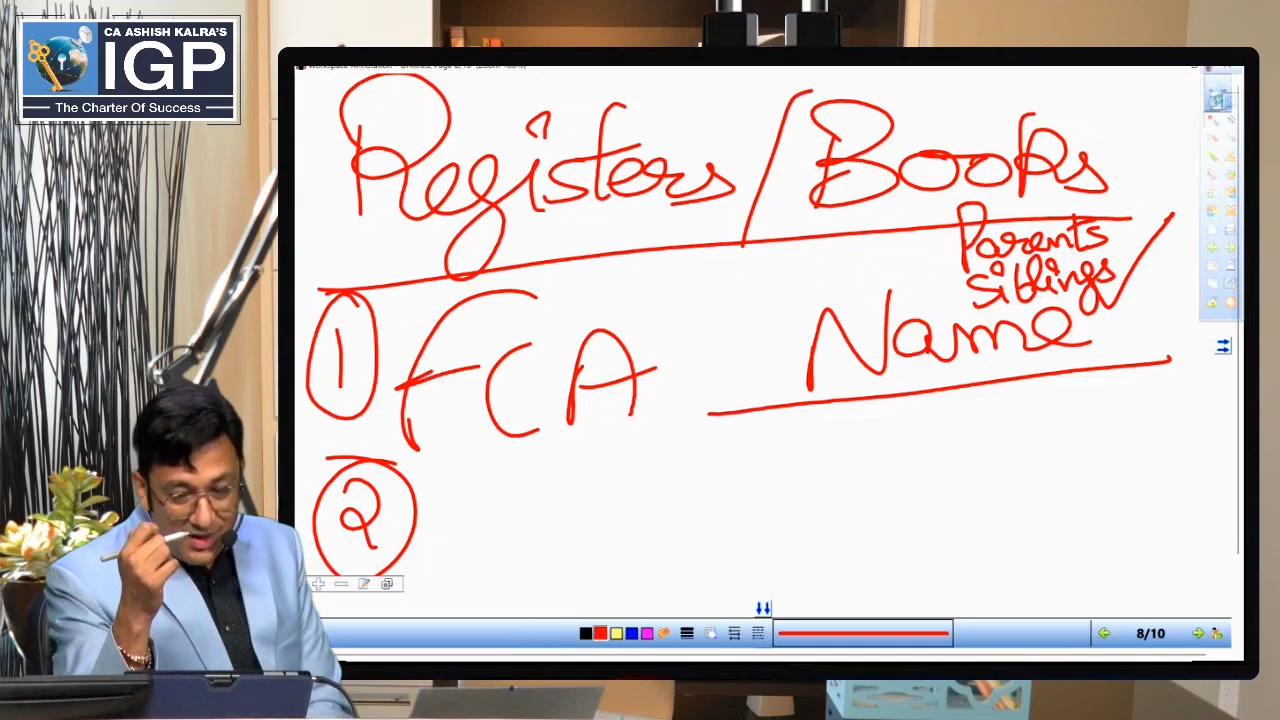 CA ASHISH KALRA'S
IGP
The Charter Of Success
Registers/Books
Parents
siblings
1 FCA Name
2
8/10